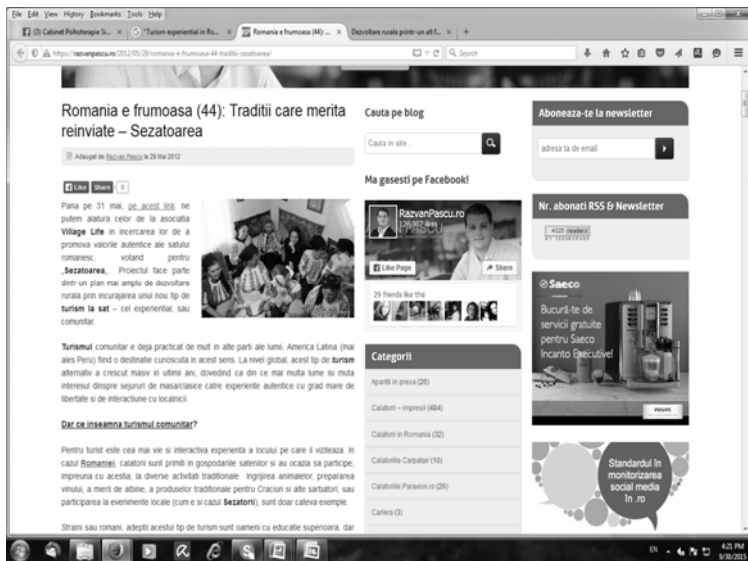 File Edit View History Bookmarks Tools Help
(3) Cabinet Psihoterapie Si...
"Turism experiential in Ro...
Romania e frumoasa (44): ...
Dezvoltare rurala printr-un alt f...
https://razvanpascu.ro/2012/05/29/romania-e-frumoasa-44-traditii-sezatoarea/
Search
Romania e frumoasa (44): Traditii care merita
reinviate – Sezatoarea
Adaugat de Razvan Pascu la 29 Mai 2012
Like Share 0
Pana pe 31 mai, pe acest link ne
putem alatura celor de la asociatia
Village Life in incercarea lor de a
promova valorile autentice ale satului
romanesc, votand pentru
„Sezatoarea„. Proiectul face parte
dintr-un plan mai amplu de dezvoltare
rurala prin incurajarea unui nou tip de
turism la sat – cel experiential, sau
comunitar.
Turismul comunitar e deja practicat de mult in alte parti ale lumii, America Latina (mai
ales Peru) fiind o destinatie cunoscuta in acest sens. La nivel global, acest tip de turism
alternativ a crescut masiv in ultimii ani, dovedind ca din ce mai multa lume isi muta
interesul dinspre sejururi de masa/clasice catre experiente autentice cu grad mare de
libertate si de interactiune cu localnicii.
Dar ce inseamna turismul comunitar?
Pentru turist este cea mai vie si interactiva experienta a locului pe care il viziteaza. In
cazul Romaniei, calatorii sunt primiti in gospodariile satenilor si au ocazia sa participe,
impreuna cu acestia, la diverse activitati traditionale. Ingrijirea animalelor, prepararea
vinului, a mierii de albine, a produselor traditionale pentru Craciun si alte sarbatori, sau
participarea la evenimente locale (cum e si cazul Sezatorii), sunt doar cateva exemple.
Straini sau romani, adeptii acestui tip de turism sunt oameni cu educatie superioara, dar
Cauta pe blog
Cauta in site...
Ma gasesti pe Facebook!
RazvanPascu.ro
Like Page
Share
29 friends like this
Categorii
Aparitii in presa (26)
Calatorii – impresii (484)
Calatorii in Romania (32)
Calatoriile Carpatair (10)
Calatoriile Paravion.ro (26)
Cariera (3)
Aboneaza-te la newsletter
adresa ta de email
Nr. abonati RSS & Newsletter
4325 readers
BY FEEDBURNER
Saeco
Bucură-te de
servicii gratuite
pentru Saeco
Incanto Executive!
PHILIPS
Standardul în
monitorizarea
social media
în .ro
EN
4:21 PM
9/30/2015